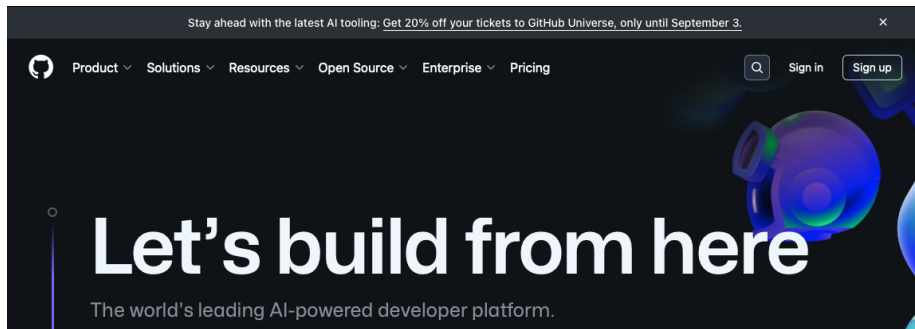 Stay ahead with the latest AI tooling: Get 20% off your tickets to GitHub Universe, only until September 3. ×
Product Solutions Resources Open Source Enterprise Pricing Sign in Sign up
Let’s build from here
The world’s leading AI-powered developer platform.